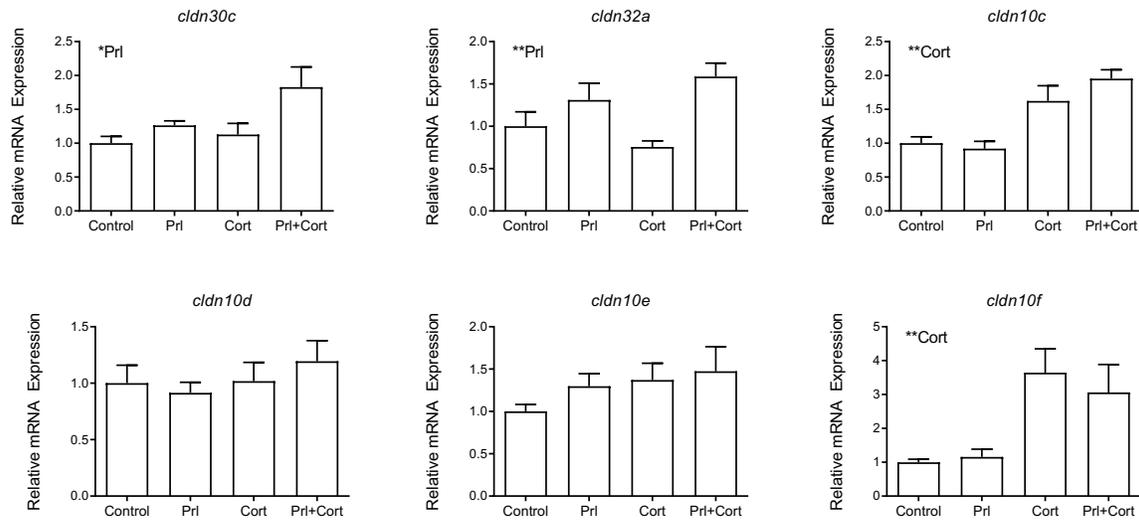 cldn30c
cldn32a
cldn10c
Relative mRNA Expression
2.5
2.0
1.5
1.0
0.5
0.0
*Prl
Control Prl Cort Prl+Cort
Relative mRNA Expression
2.0
1.5
1.0
0.5
0.0
**Prl
Control Prl Cort Prl+Cort
Relative mRNA Expression
2.5
2.0
1.5
1.0
0.5
0.0
**Cort
Control Prl Cort Prl+Cort
cldn10d
cldn10e
cldn10f
Relative mRNA Expression
1.5
1.0
0.5
0.0
Control Prl Cort Prl+Cort
Relative mRNA Expression
2.0
1.5
1.0
0.5
0.0
Control Prl Cort Prl+Cort
Relative mRNA Expression
5
4
3
2
1
0
**Cort
Control Prl Cort Prl+Cort